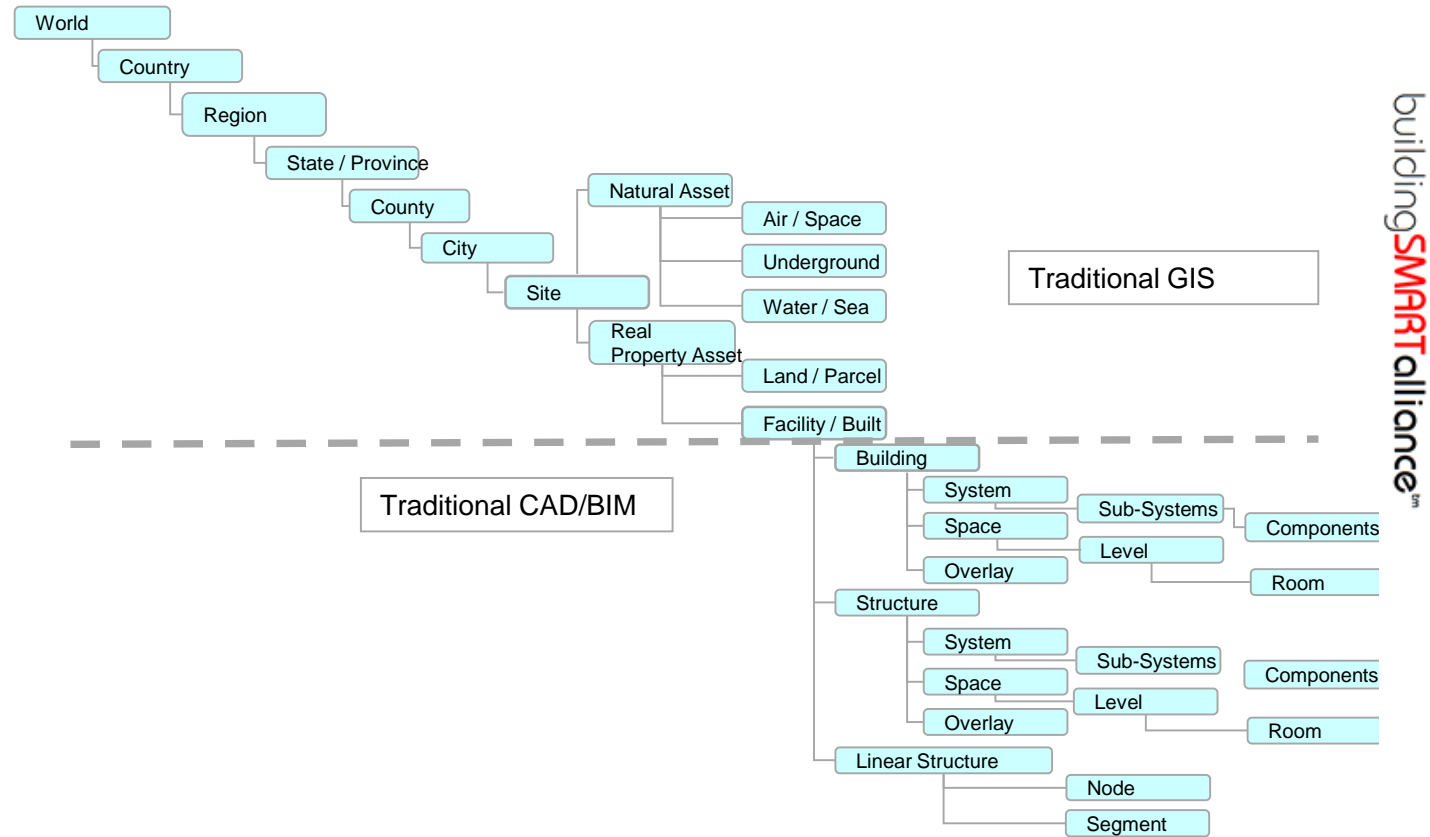 World
Country
Region
State / Province
County
City
Site
Natural Asset
Air / Space
Underground
Water / Sea
Real
Property Asset
Land / Parcel
Facility / Built
Traditional GIS
Traditional CAD/BIM
Building
System
Sub-Systems
Components
Space
Level
Room
Overlay
Structure
System
Sub-Systems
Components
Space
Level
Room
Overlay
Linear Structure
Node
Segment
buildingSMARTalliance™